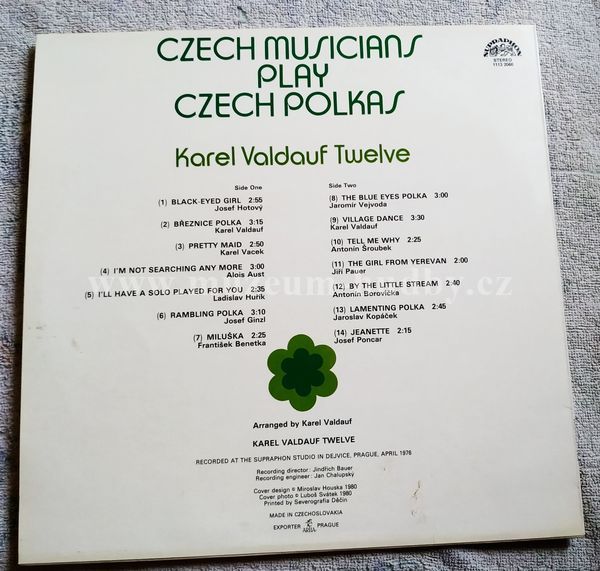 CZECH MUSICIANS
PLAY
CZECH POLKAS
SUPRAPHON
STEREO
1113 2066
Karel Valdauf Twelve
Side One
(1) BLACK-EYED GIRL 2:55
Josef Hotový
(2) BŘEZNICE POLKA 3:15
Karel Valdauf
(3) PRETTY MAID 2:50
Karel Vacek
(4) I'M NOT SEARCHING ANY MORE 3:00
Alois Aust
(5) I'LL HAVE A SOLO PLAYED FOR YOU 2:35
Ladislav Huřík
(6) RAMBLING POLKA 3:10
Josef Ginzl
(7) MILUŠKA 2:25
František Benetka
Side Two
(8) THE BLUE EYES POLKA 3:00
Jaromír Vejvoda
(9) VILLAGE DANCE 3:30
Karel Valdauf
(10) TELL ME WHY 2:25
Antonín Šroubek
(11) THE GIRL FROM YEREVAN 2:00
Jiří Pauer
(12) BY THE LITTLE STREAM 2:40
Antonín Borovička
(13) LAMENTING POLKA 2:45
Jaroslav Kopáček
(14) JEANETTE 2:15
Josef Poncar
Arranged by Karel Valdauf
KAREL VALDAUF TWELVE
RECORDED AT THE SUPRAPHON STUDIO IN DEJVICE, PRAGUE, APRIL 1976
Recording director: Jindřich Bauer
Recording engineer: Jan Chalupský
Cover design © Miroslav Houska 1980
Cover photo © Luboš Svátek 1980
Printed by Severografia Děčín
MADE IN CZECHOSLOVAKIA
EXPORTER ARTIA PRAGUE